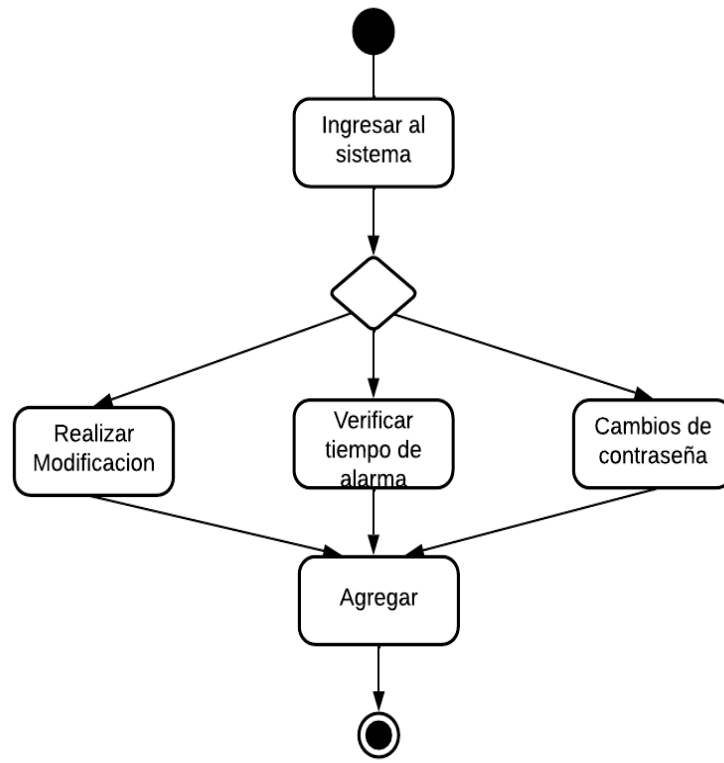 Ingresar al
sistema
Realizar
Modificacion
Verificar
tiempo de
alarma
Cambios de
contraseña
Agregar